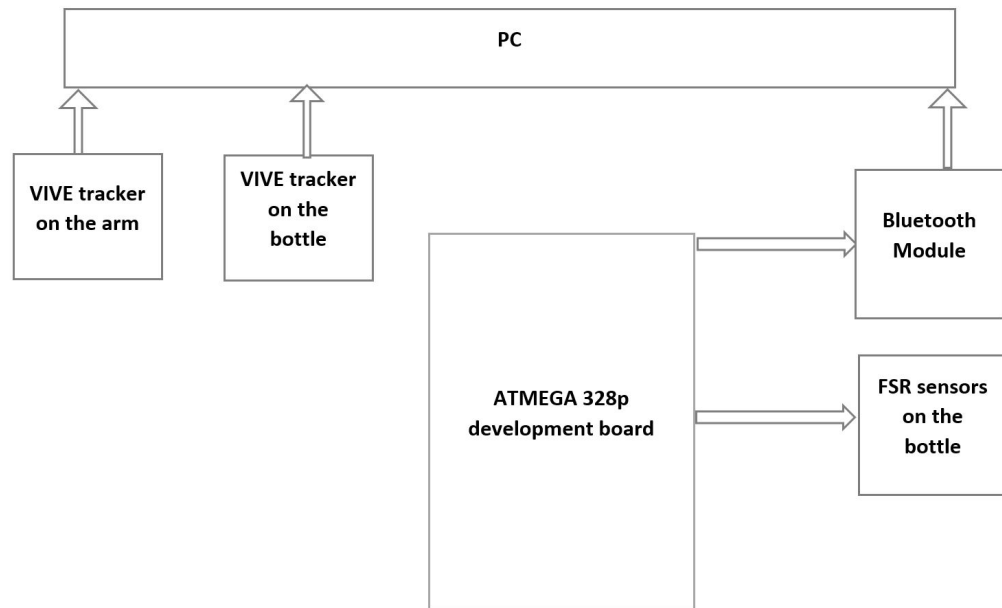 PC
VIVE tracker
on the arm
VIVE tracker
on the
bottle
Bluetooth
Module
ATMEGA 328p
development board
FSR sensors
on the
bottle